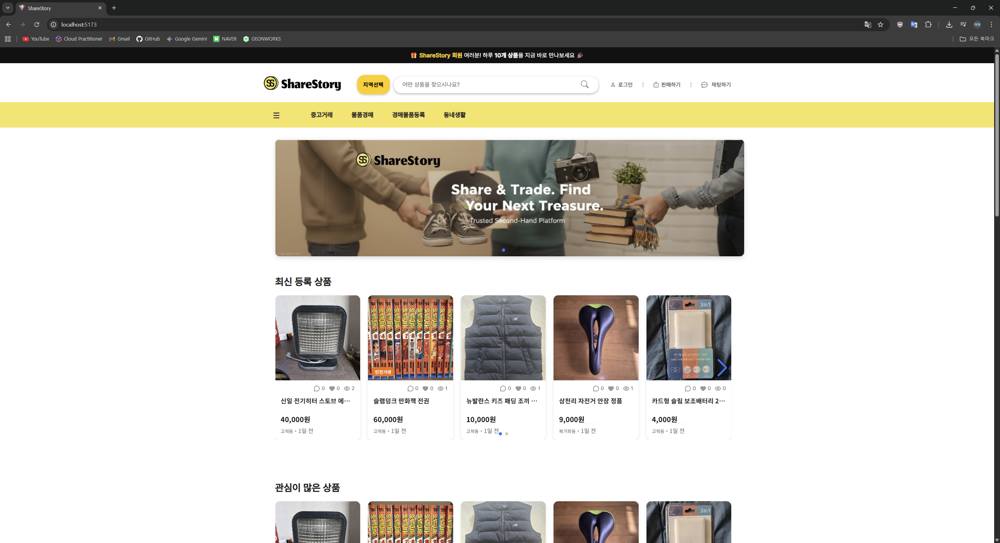 ShareStory
localhost:5173
YouTube
Cloud Practitioner
Gmail
GitHub
Google Gemini
NAVER
GEONWORKS
모든 북마크
ShareStory 회원 여러분! 하루 10개 상품을 지금 바로 만나보세요
ShareStory
지역선택
어떤 상품을 찾으시나요?
로그인 | 판매하기 | 채팅하기
중고거래
물품경매
경매물품등록
동네생활
ShareStory
Share & Trade. Find
Your Next Treasure.
Trusted Second-Hand Platform
최신 등록 상품
안전거래
3in1
카드형 슬림 보조배터리 2500
CARD TYPE PORTABLE CHARGER 2500
0 0 2
신일 전기히터 스토브 에…
40,000원
고척동 · 1일 전
0 0 1
슬램덩크 만화책 전권
60,000원
고척동 · 1일 전
0 0 1
뉴발란스 키즈 패딩 조끼 …
10,000원
고척동 · 1일 전
0 0 1
삼천리 자전거 안장 정품
9,000원
북가좌동 · 1일 전
0 0 0
카드형 슬림 보조배터리 2…
4,000원
고척동 · 1일 전
관심이 많은 상품
3in1